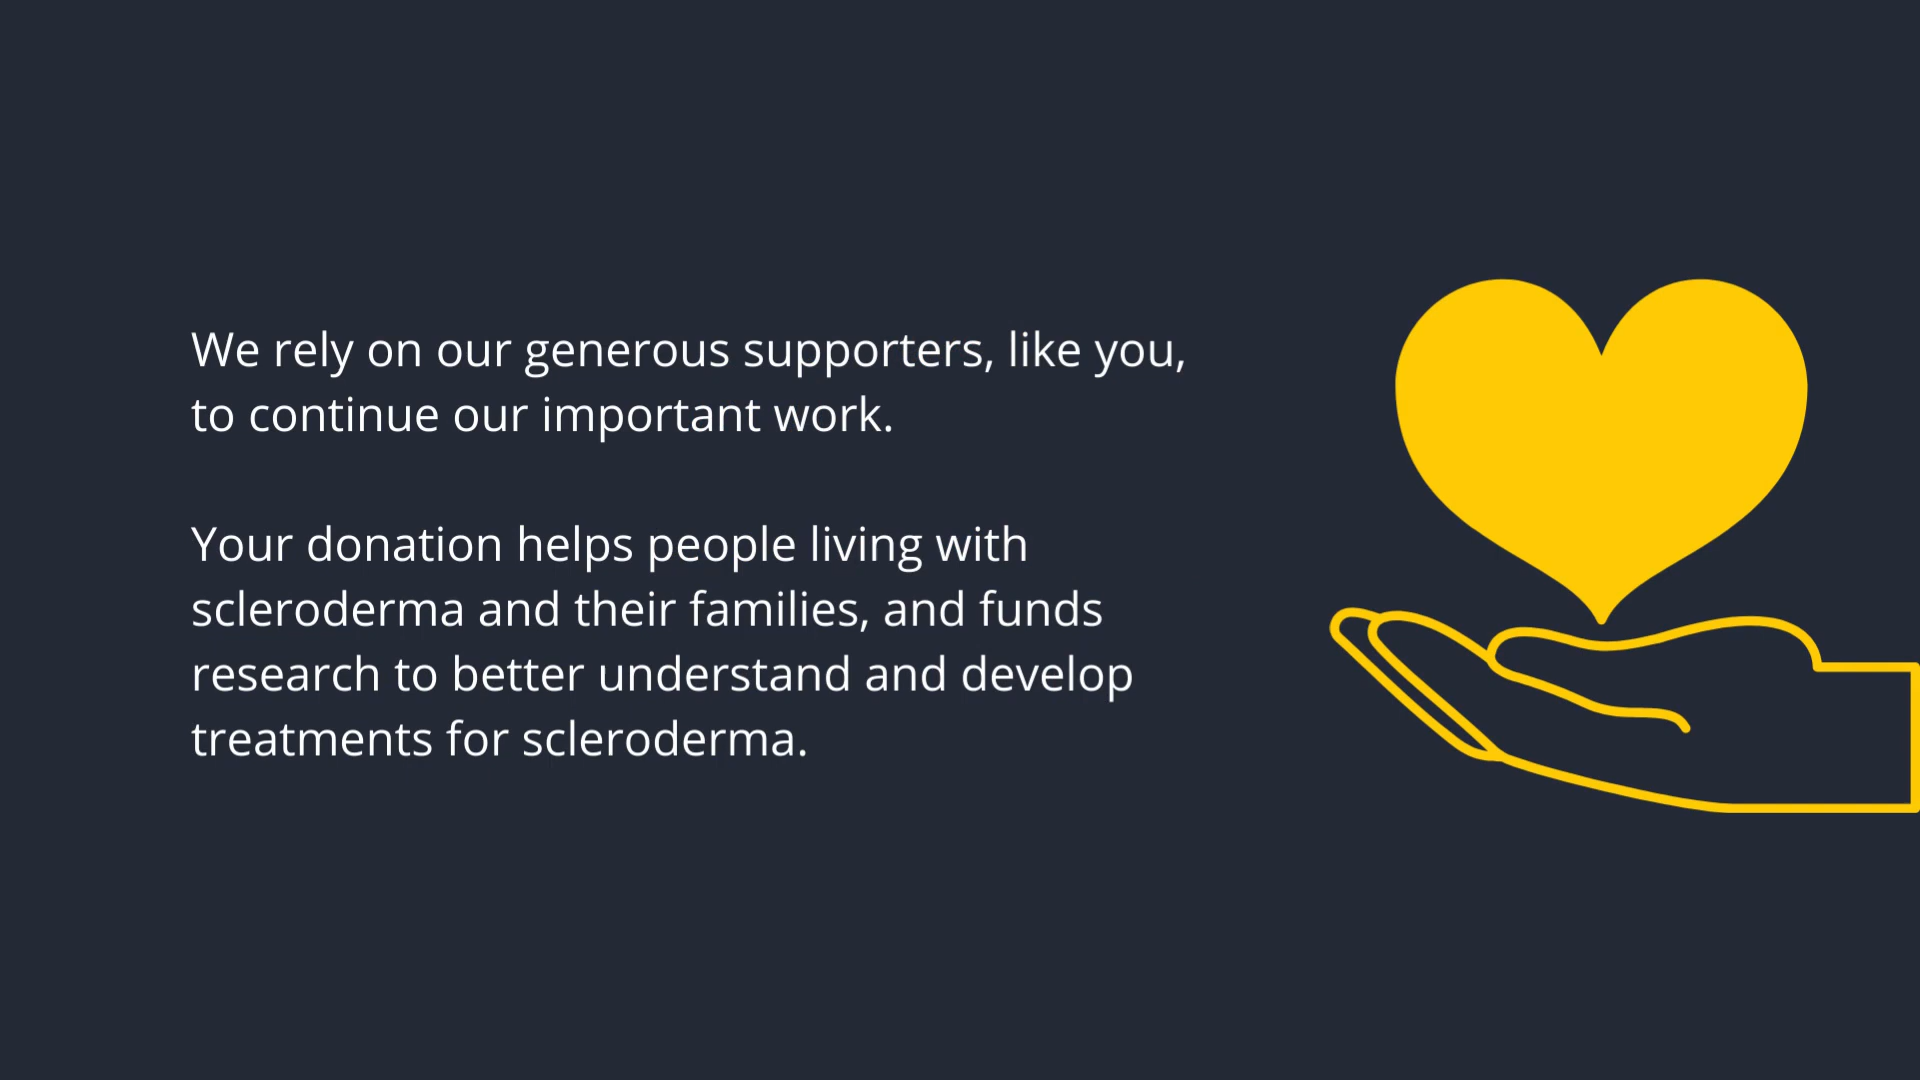 We rely on our generous supporters, like you,
to continue our important work.
Your donation helps people living with
scleroderma and their families, and funds
research to better understand and develop
treatments for scleroderma.